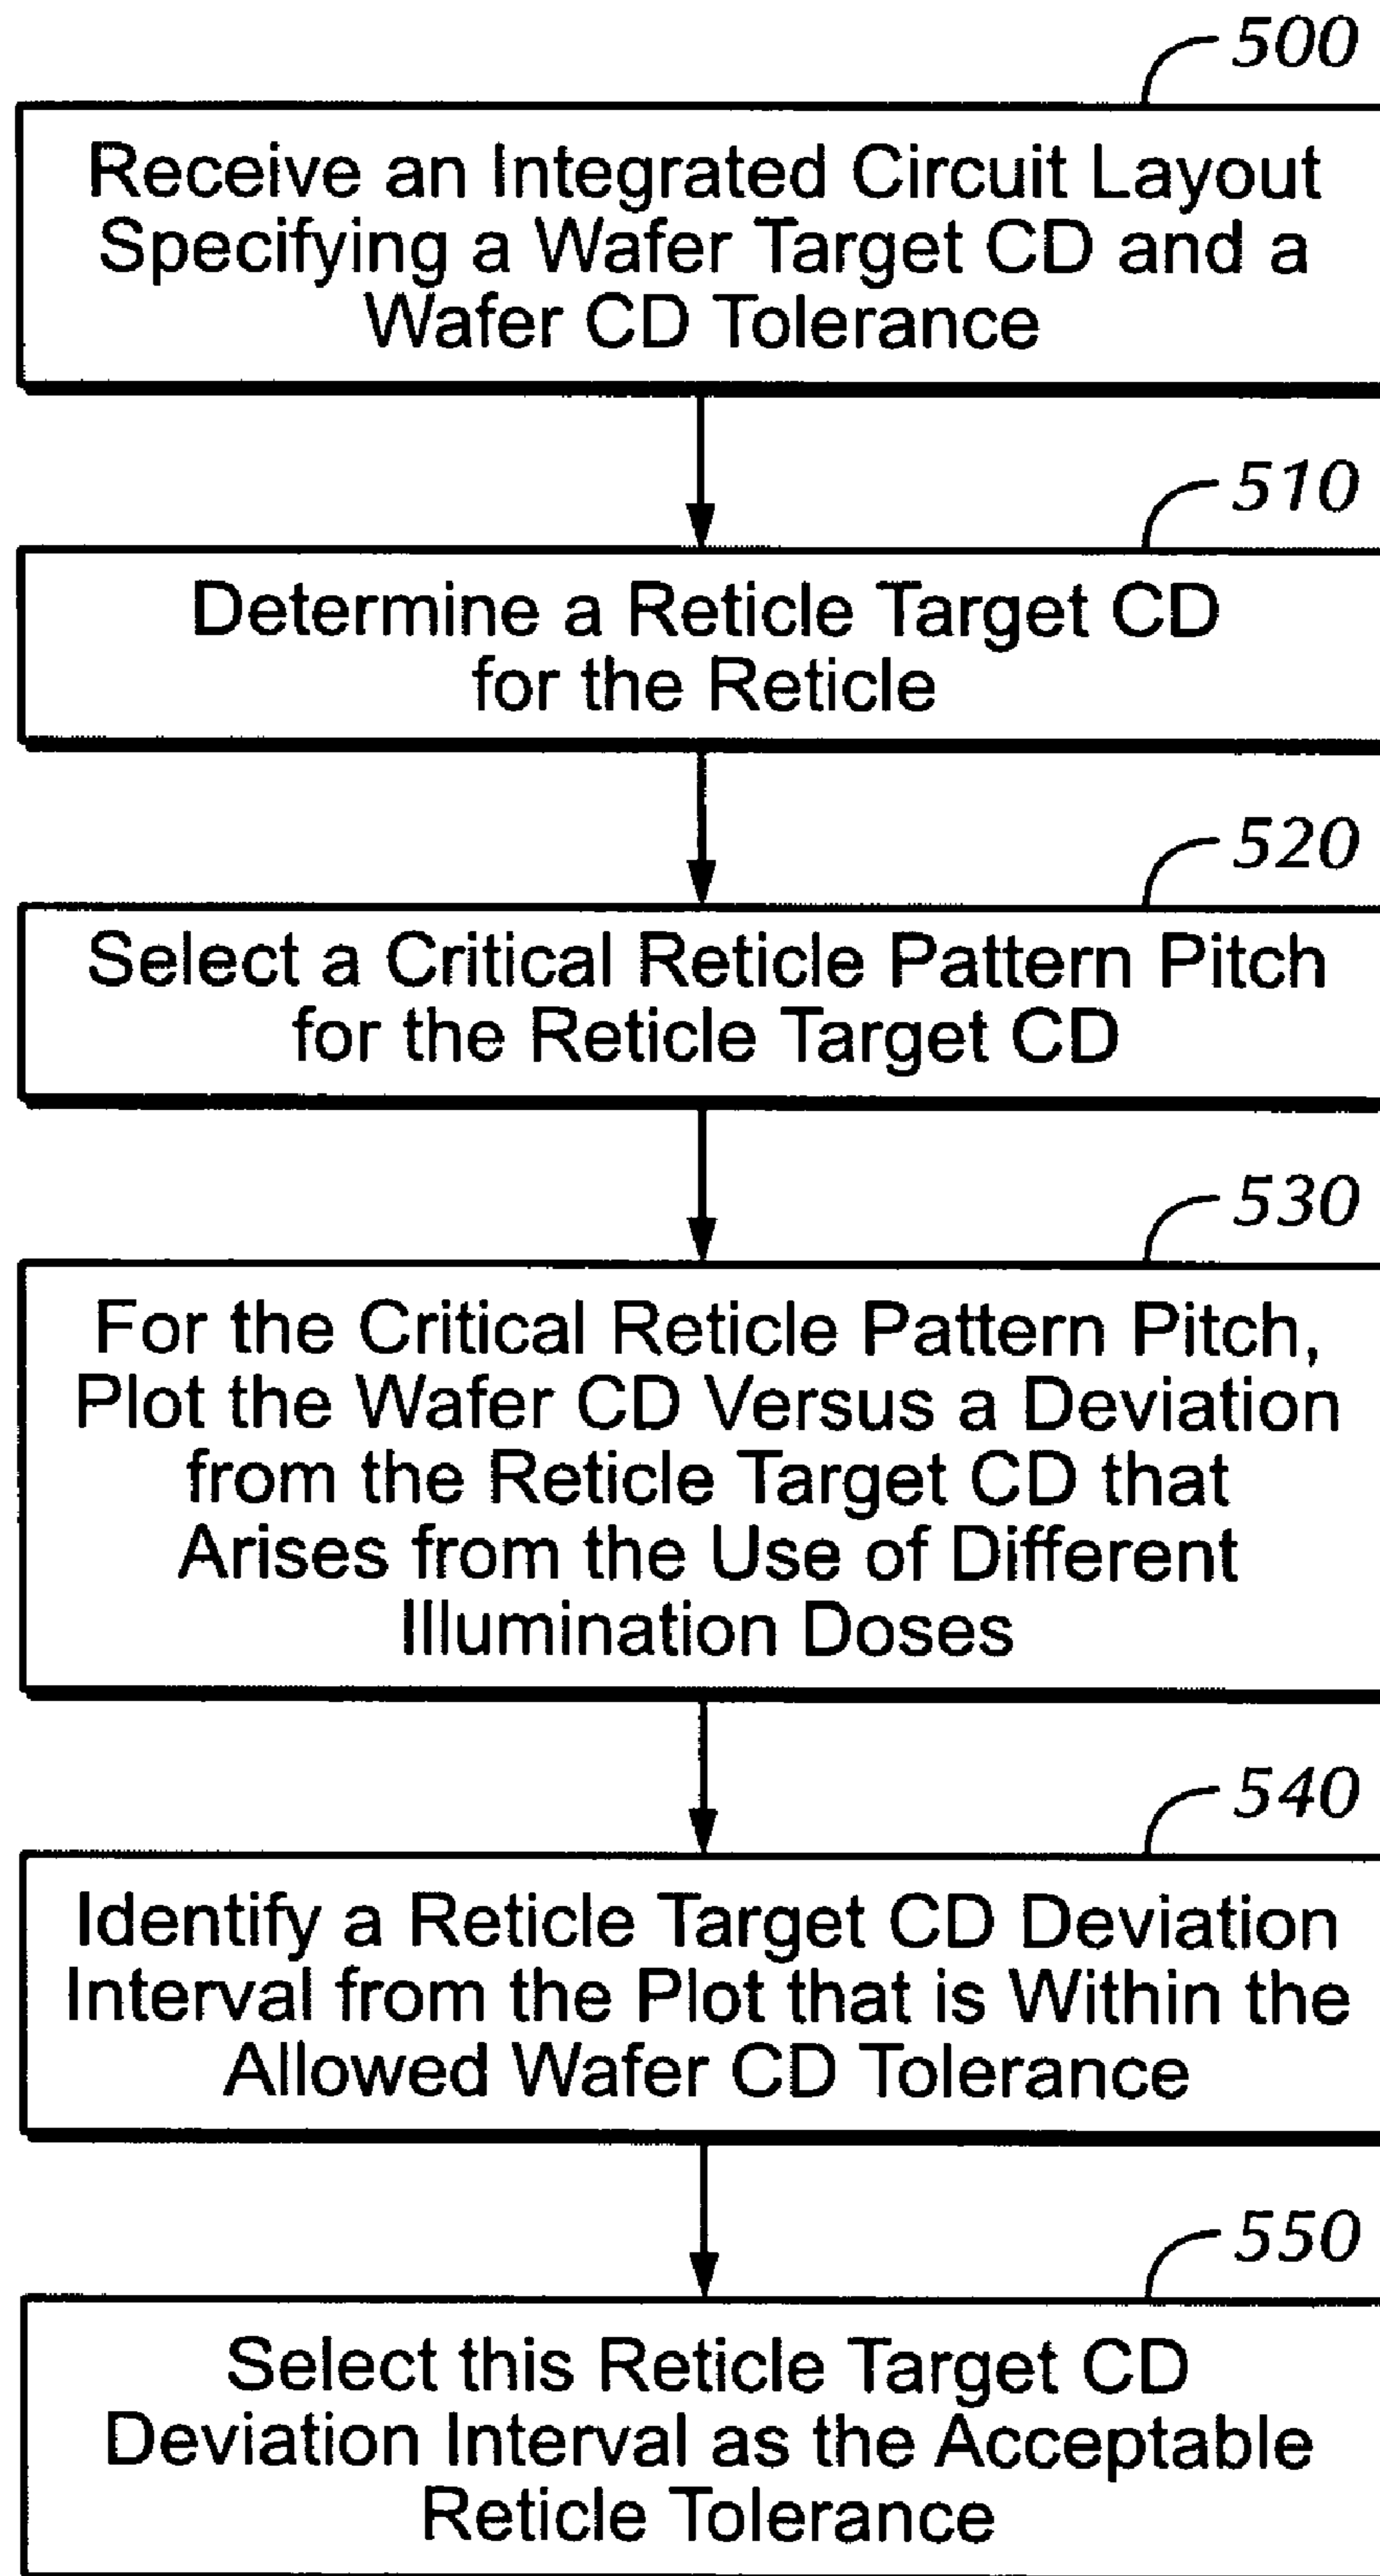 500
Receive an Integrated Circuit Layout
Specifying a Wafer Target CD and a
Wafer CD Tolerance
510
Determine a Reticle Target CD
for the Reticle
520
Select a Critical Reticle Pattern Pitch
for the Reticle Target CD
530
For the Critical Reticle Pattern Pitch,
Plot the Wafer CD Versus a Deviation
from the Reticle Target CD that
Arises from the Use of Different
Illumination Doses
540
Identify a Reticle Target CD Deviation
Interval from the Plot that is Within the
Allowed Wafer CD Tolerance
550
Select this Reticle Target CD
Deviation Interval as the Acceptable
Reticle Tolerance